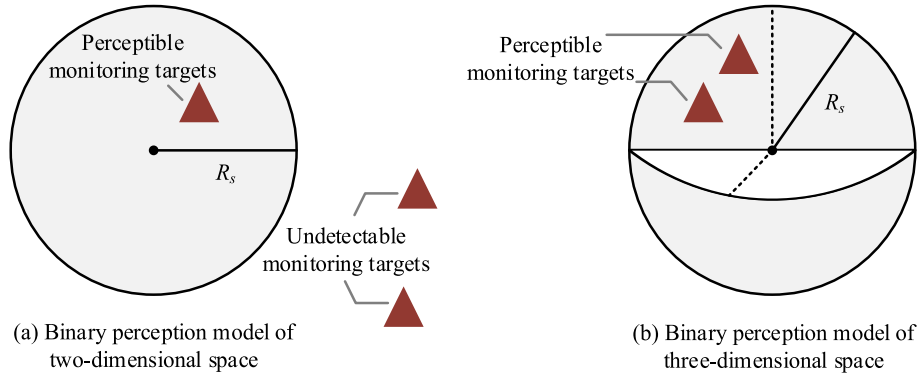 Perceptible
monitoring targets
R_s
Undetectable
monitoring targets
(a) Binary perception model of
two-dimensional space
Perceptible
monitoring targets
R_s
(b) Binary perception model of
three-dimensional space